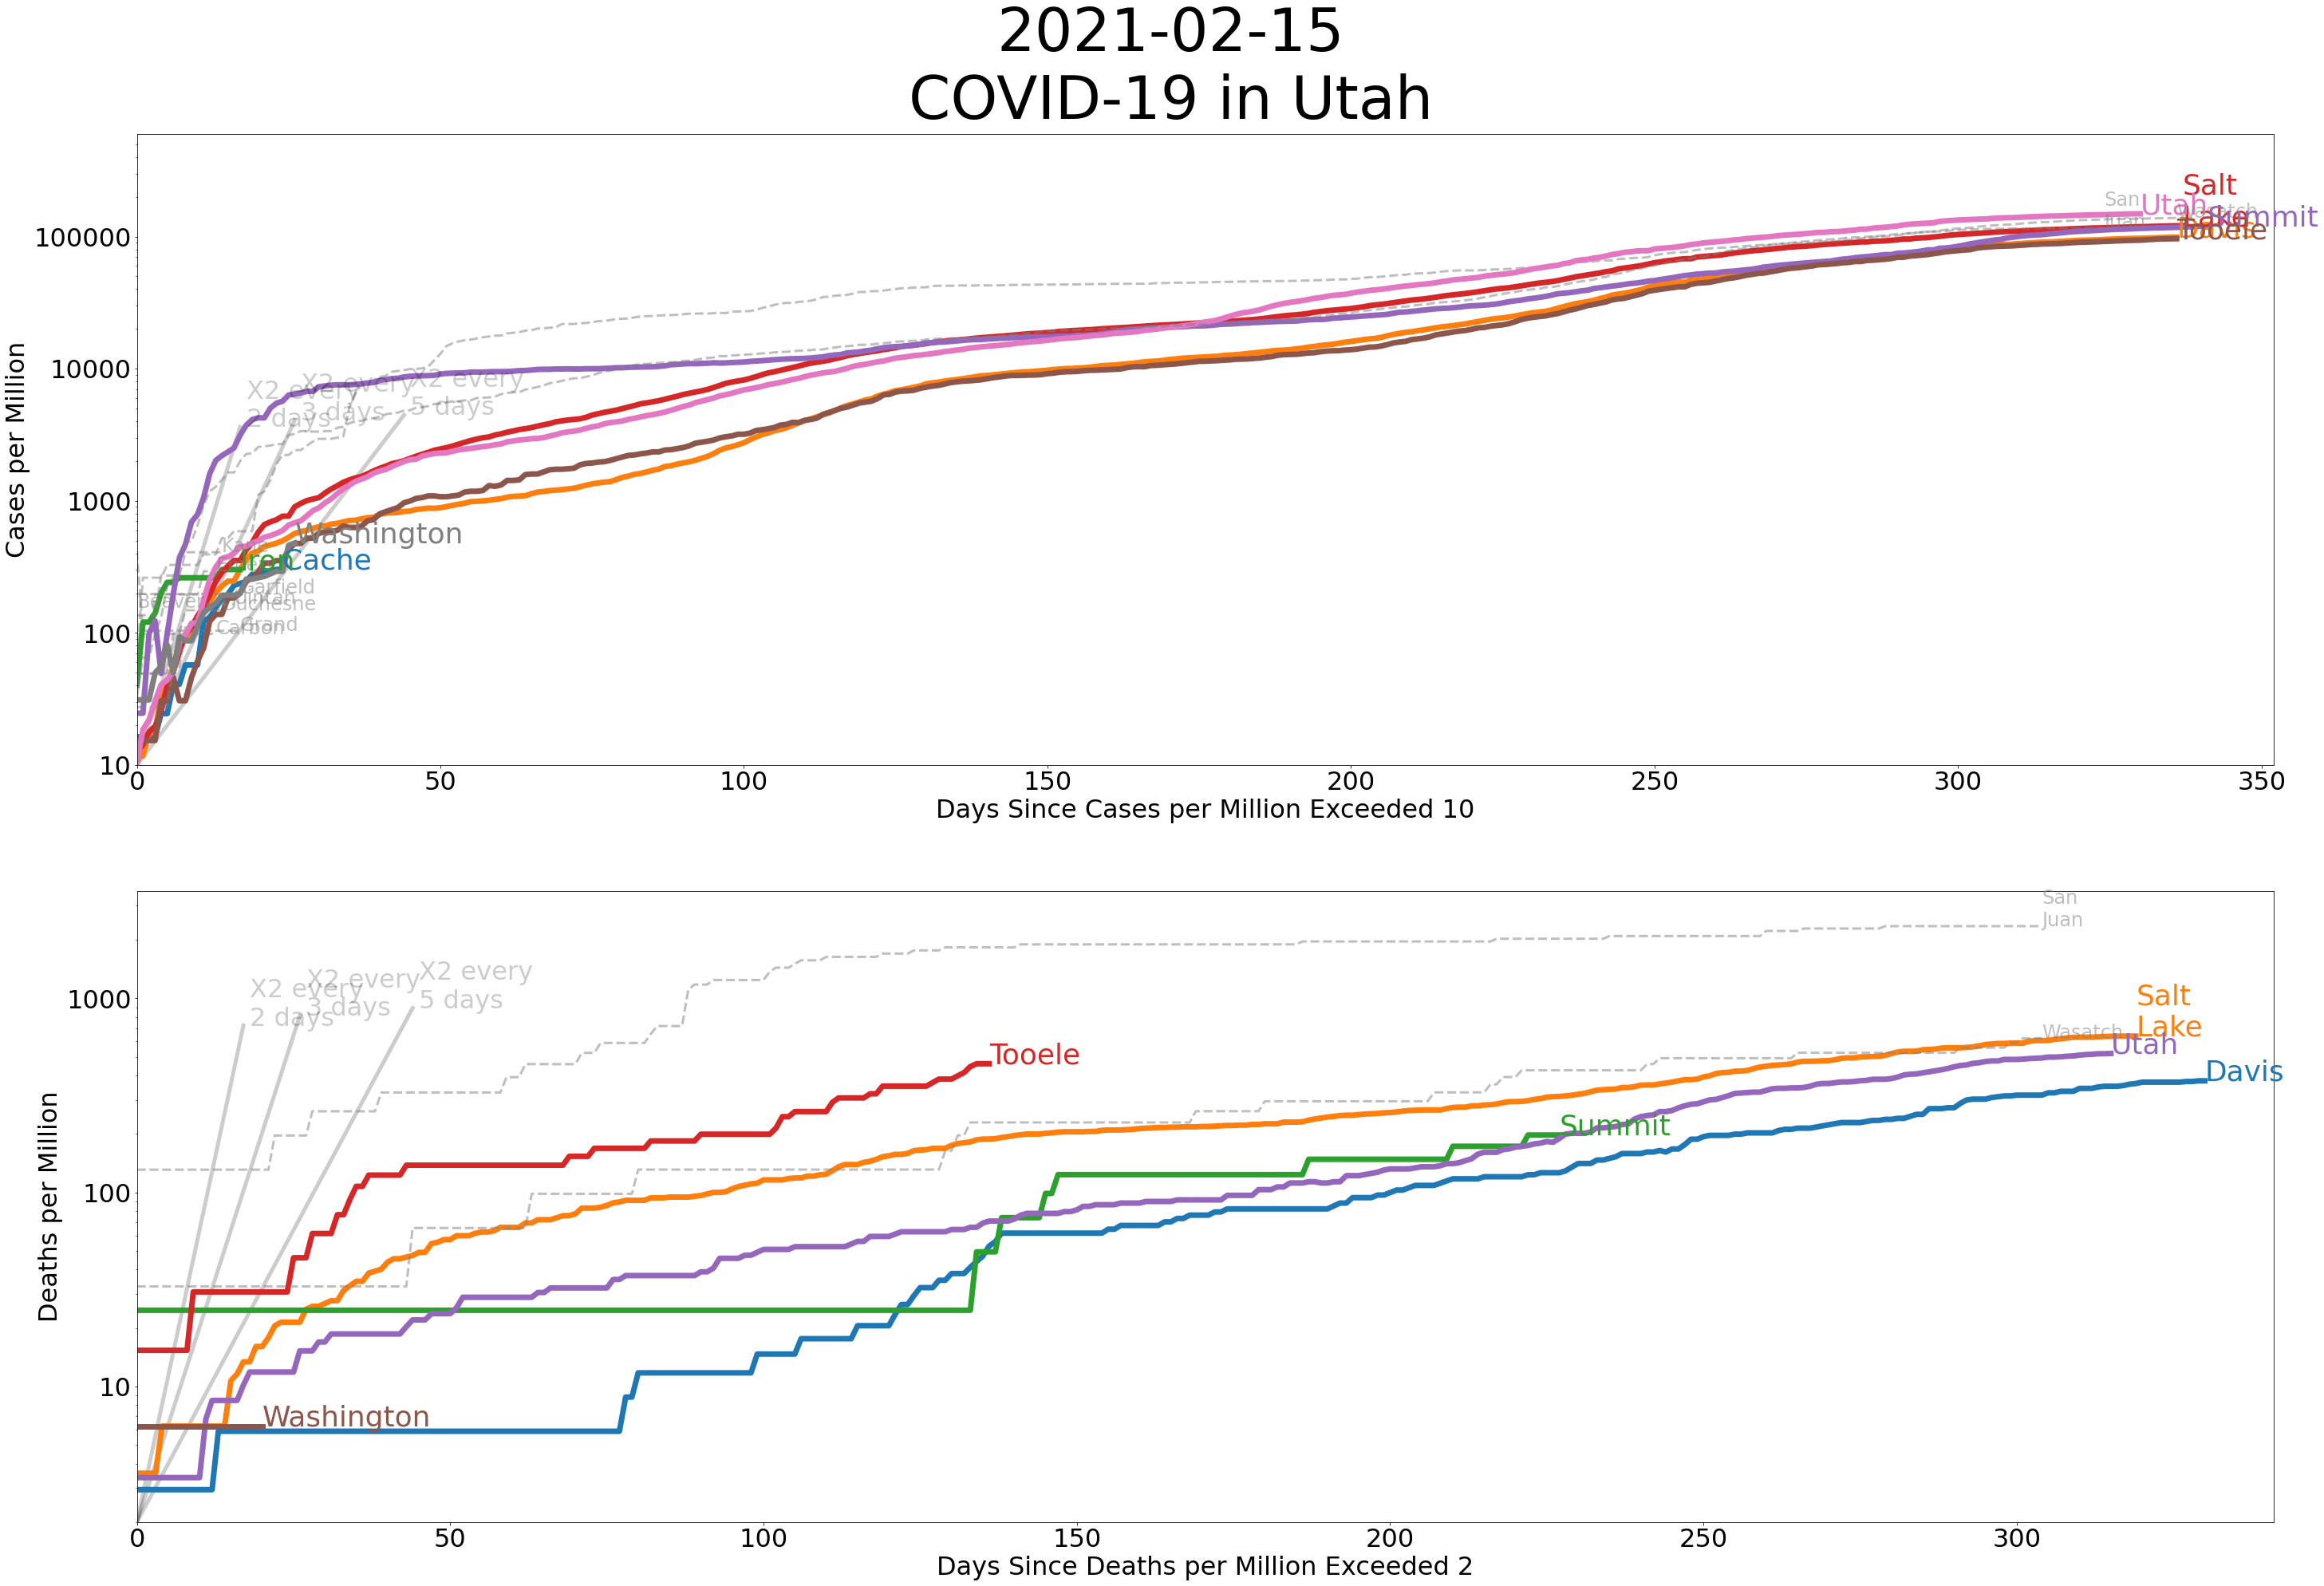 2021-02-15
COVID-19 in Utah
Cases per Million
100000
10000
1000
100
10
0
50
100
150
200
250
300
350
Days Since Cases per Million Exceeded 10
X2 every
2 days
X2 every
3 days
X2 every
5 days
Washington
Iron
Cache
Garfield
Uintah
Beaver
Duchesne
Grand
Carbon
San
Juan
Utah
Salt
Lake
Wasatch
Summit
Davis
Tooele
Deaths per Million
1000
100
10
0
50
100
150
200
250
300
Days Since Deaths per Million Exceeded 2
X2 every
2 days
X2 every
3 days
X2 every
5 days
San
Juan
Salt
Lake
Wasatch
Utah
Davis
Tooele
Summit
Washington